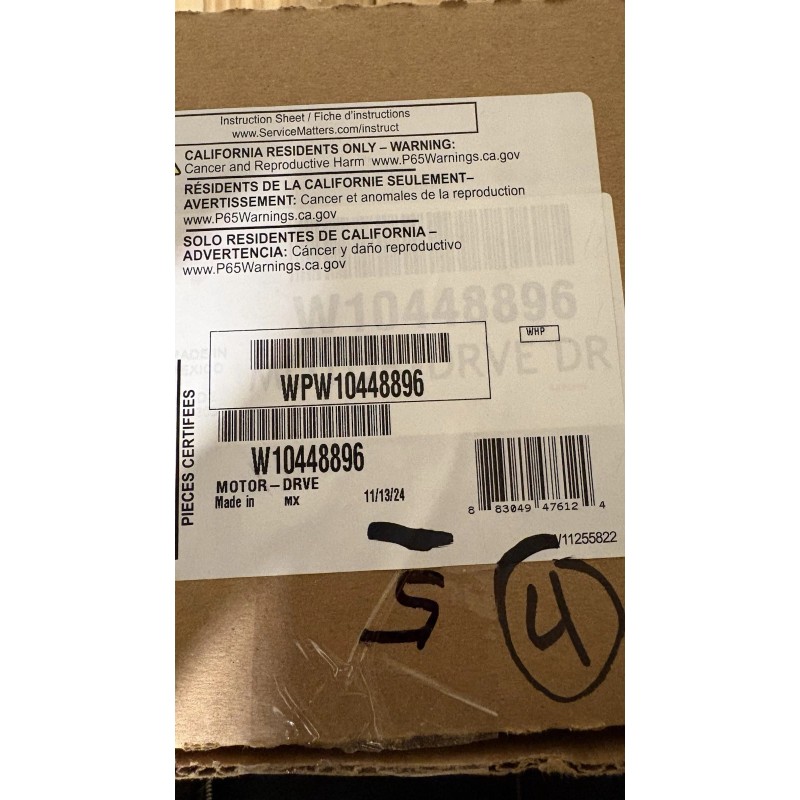 Instruction Sheet / Fiche d'instructions
www.ServiceMatters.com/instruct
CALIFORNIA RESIDENTS ONLY – WARNING:
Cancer and Reproductive Harm www.P65Warnings.ca.gov
RÉSIDENTS DE LA CALIFORNIE SEULEMENT–
AVERTISSEMENT: Cancer et anomales de la reproduction
www.P65Warnings.ca.gov
SOLO RESIDENTES DE CALIFORNIA –
ADVERTENCIA: Cáncer y daño reproductivo
www.P65Warnings.ca.gov
W10448896
WHP
DRVE DR
WPW10448896
PIECES CERTIFEES
W10448896
MOTOR-DRVE
Made in MX 11/13/24
8 83049 47612 4
W11255822
5
4